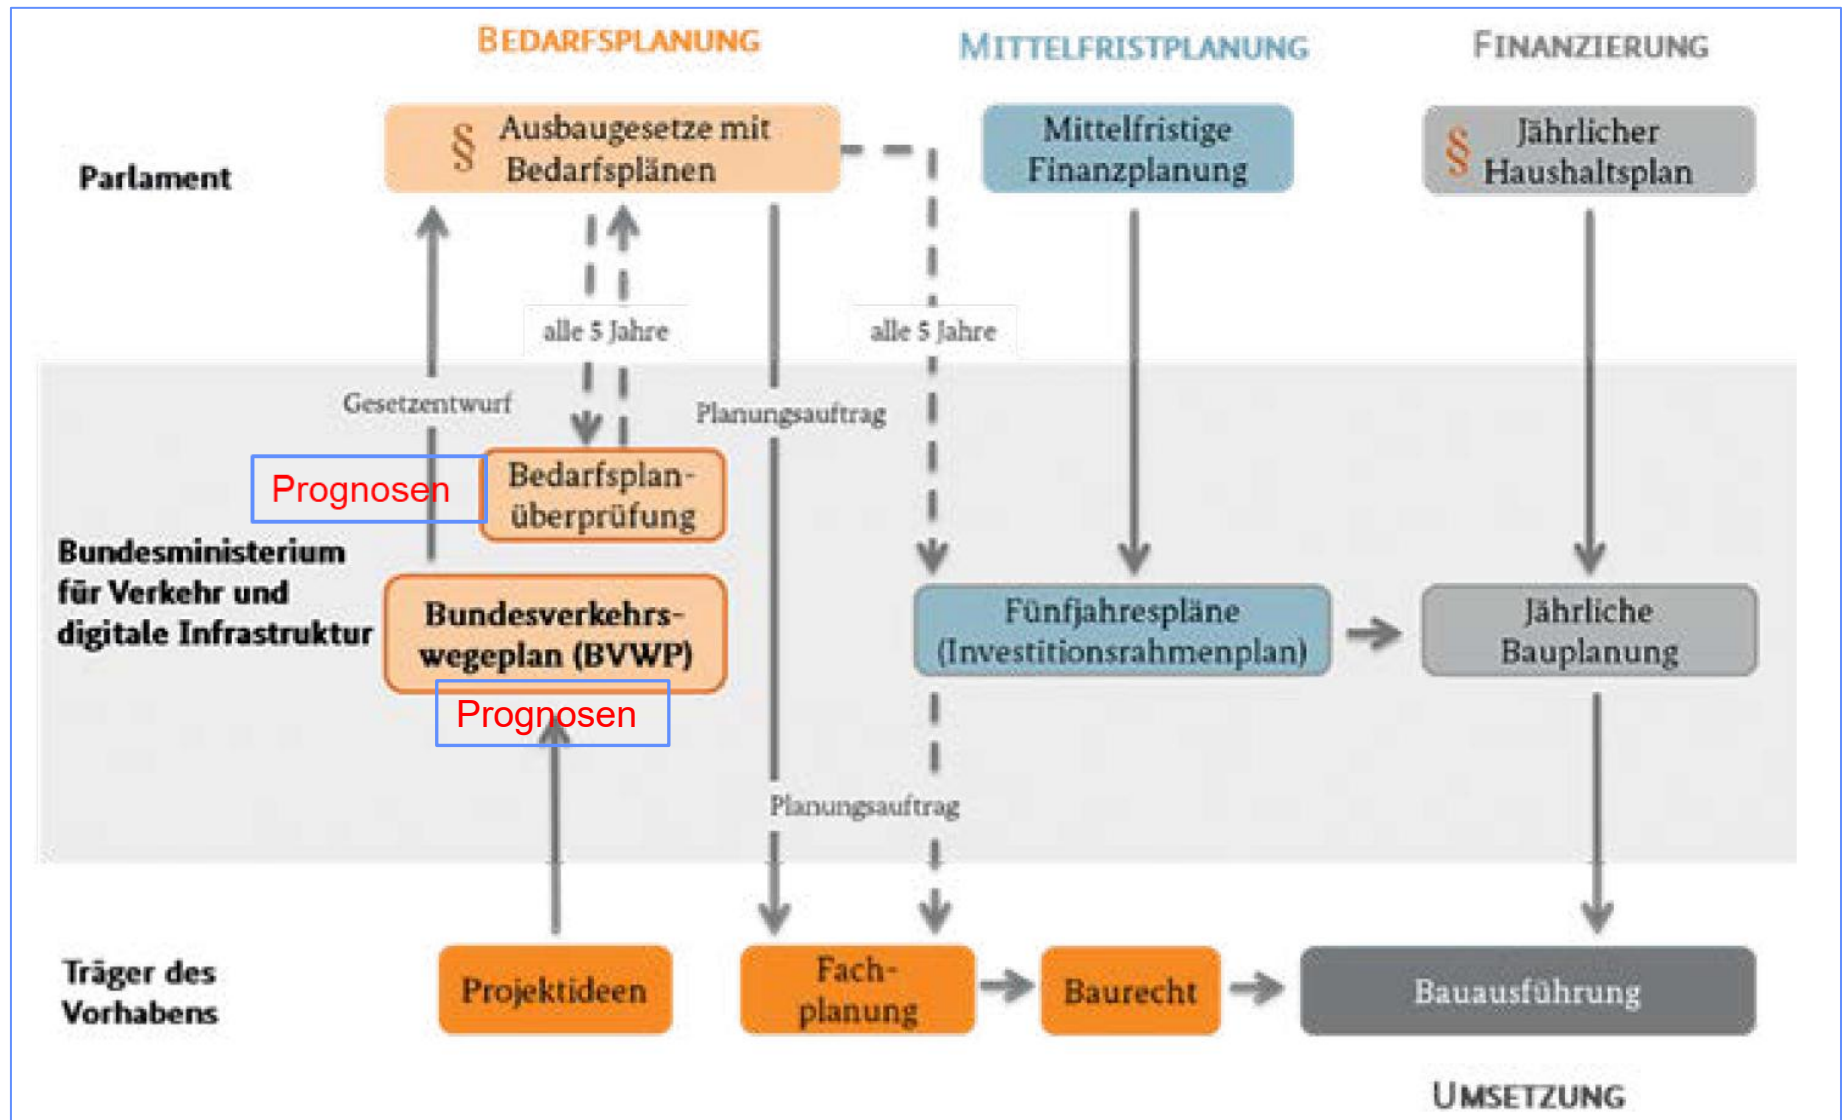 BEDARFSPLANUNG
MITTELFRISTPLANUNG
FINANZIERUNG
Parlament
§ Ausbaugesetze mit
Bedarfsplänen
Mittelfristige
Finanzplanung
§ Jährlicher
Haushaltsplan
alle 5 Jahre
alle 5 Jahre
Gesetzentwurf
Planungsauftrag
Prognosen
Bedarfsplan-
überprüfung
Bundesministerium
für Verkehr und
digitale Infrastruktur
Bundesverkehrs-
wegeplan (BVWP)
Prognosen
Fünfjahrespläne
(Investitionsrahmenplan)
Jährliche
Bauplanung
Planungsauftrag
Träger des
Vorhabens
Projektideen
Fach-
planung
Baurecht
Bauausführung
UMSETZUNG